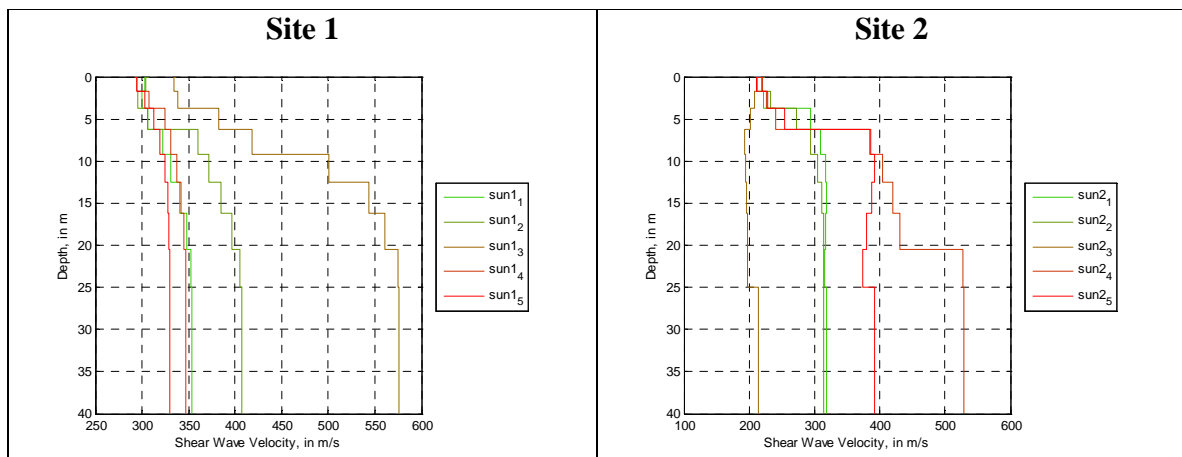 Site 1
Site 2
0
5
10
15
20
25
30
35
40
Depth, in m
250 300 350 400 450 500 550 600
Shear Wave Velocity, in m/s
sun1₁
sun1₂
sun1₃
sun1₄
sun1₅
0
5
10
15
20
25
30
35
40
Depth, in m
100 200 300 400 500 600
Shear Wave Velocity, in m/s
sun2₁
sun2₂
sun2₃
sun2₄
sun2₅